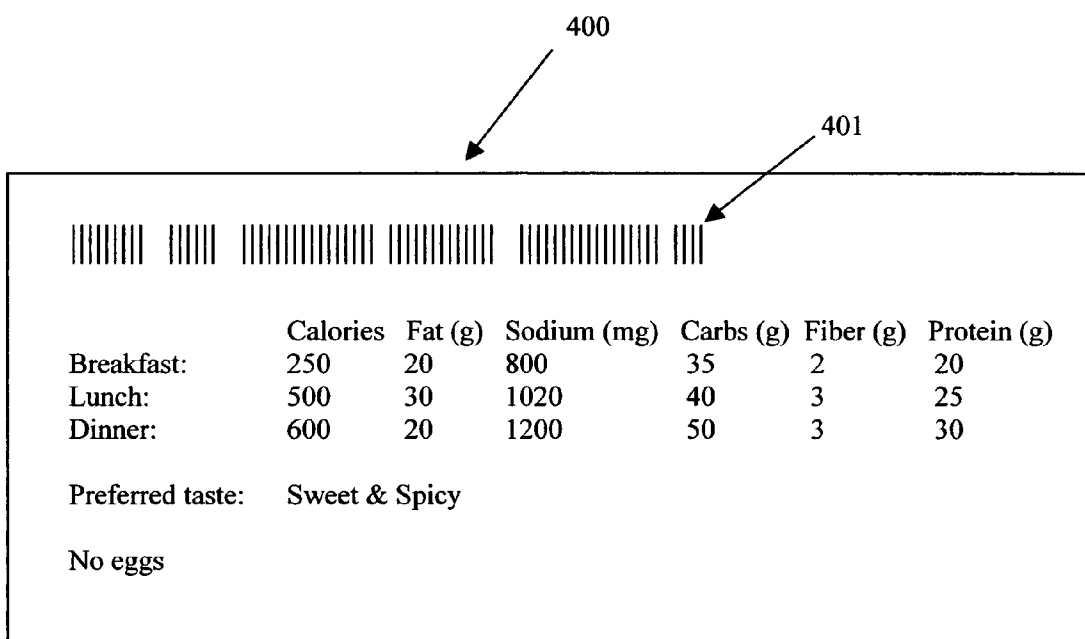 400
401
Calories Fat (g) Sodium (mg) Carbs (g) Fiber (g) Protein (g)
Breakfast: 250 20 800 35 2 20
Lunch: 500 30 1020 40 3 25
Dinner: 600 20 1200 50 3 30
Preferred taste: Sweet & Spicy
No eggs